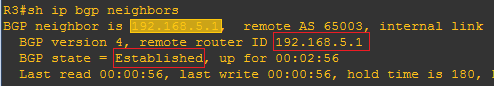 R3#sh ip bgp neighbors
BGP neighbor is 192.168.5.1, remote AS 65003, internal link
BGP version 4, remote router ID 192.168.5.1
BGP state = Established, up for 00:02:56
Last read 00:00:56, last write 00:00:56, hold time is 180,